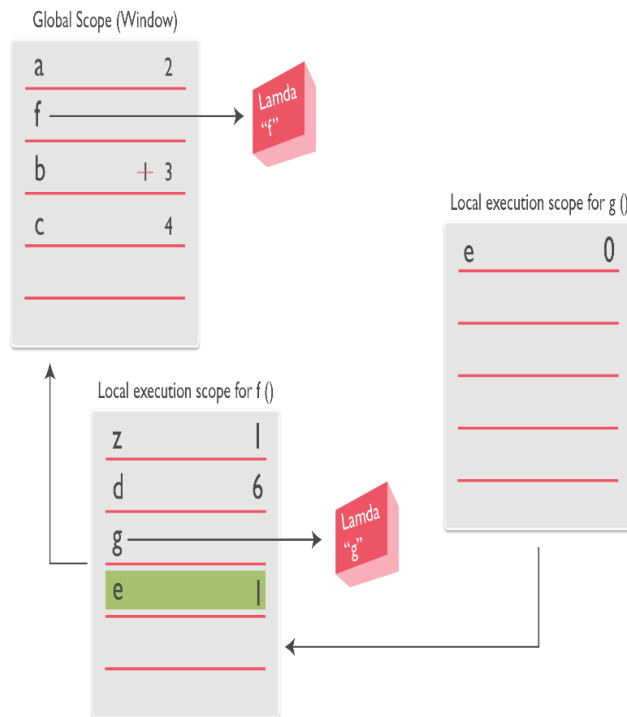 Global Scope (Window)
a 2
f
Lamda
“f”
b + 3
c 4
Local execution scope for g ()
e 0
Local execution scope for f ()
z 1
d 6
g
Lamda
“g”
e 1